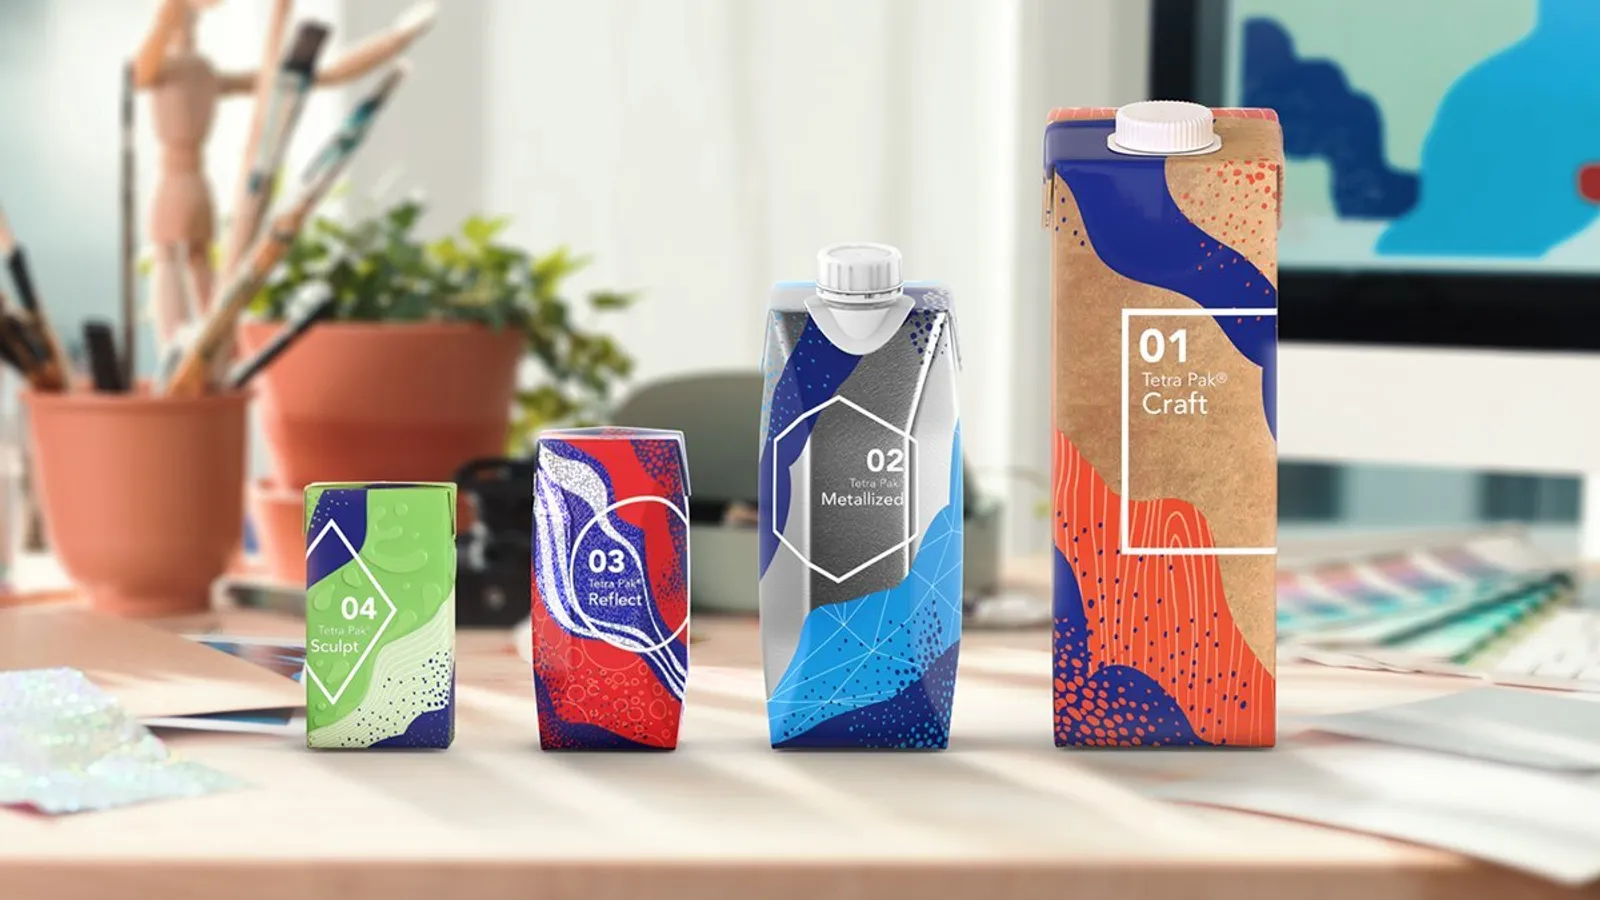 04
Tetra Pak®
Sculpt
03
Tetra Pak®
Reflect
02
Tetra Pak
Metallized
01
Tetra Pak®
Craft